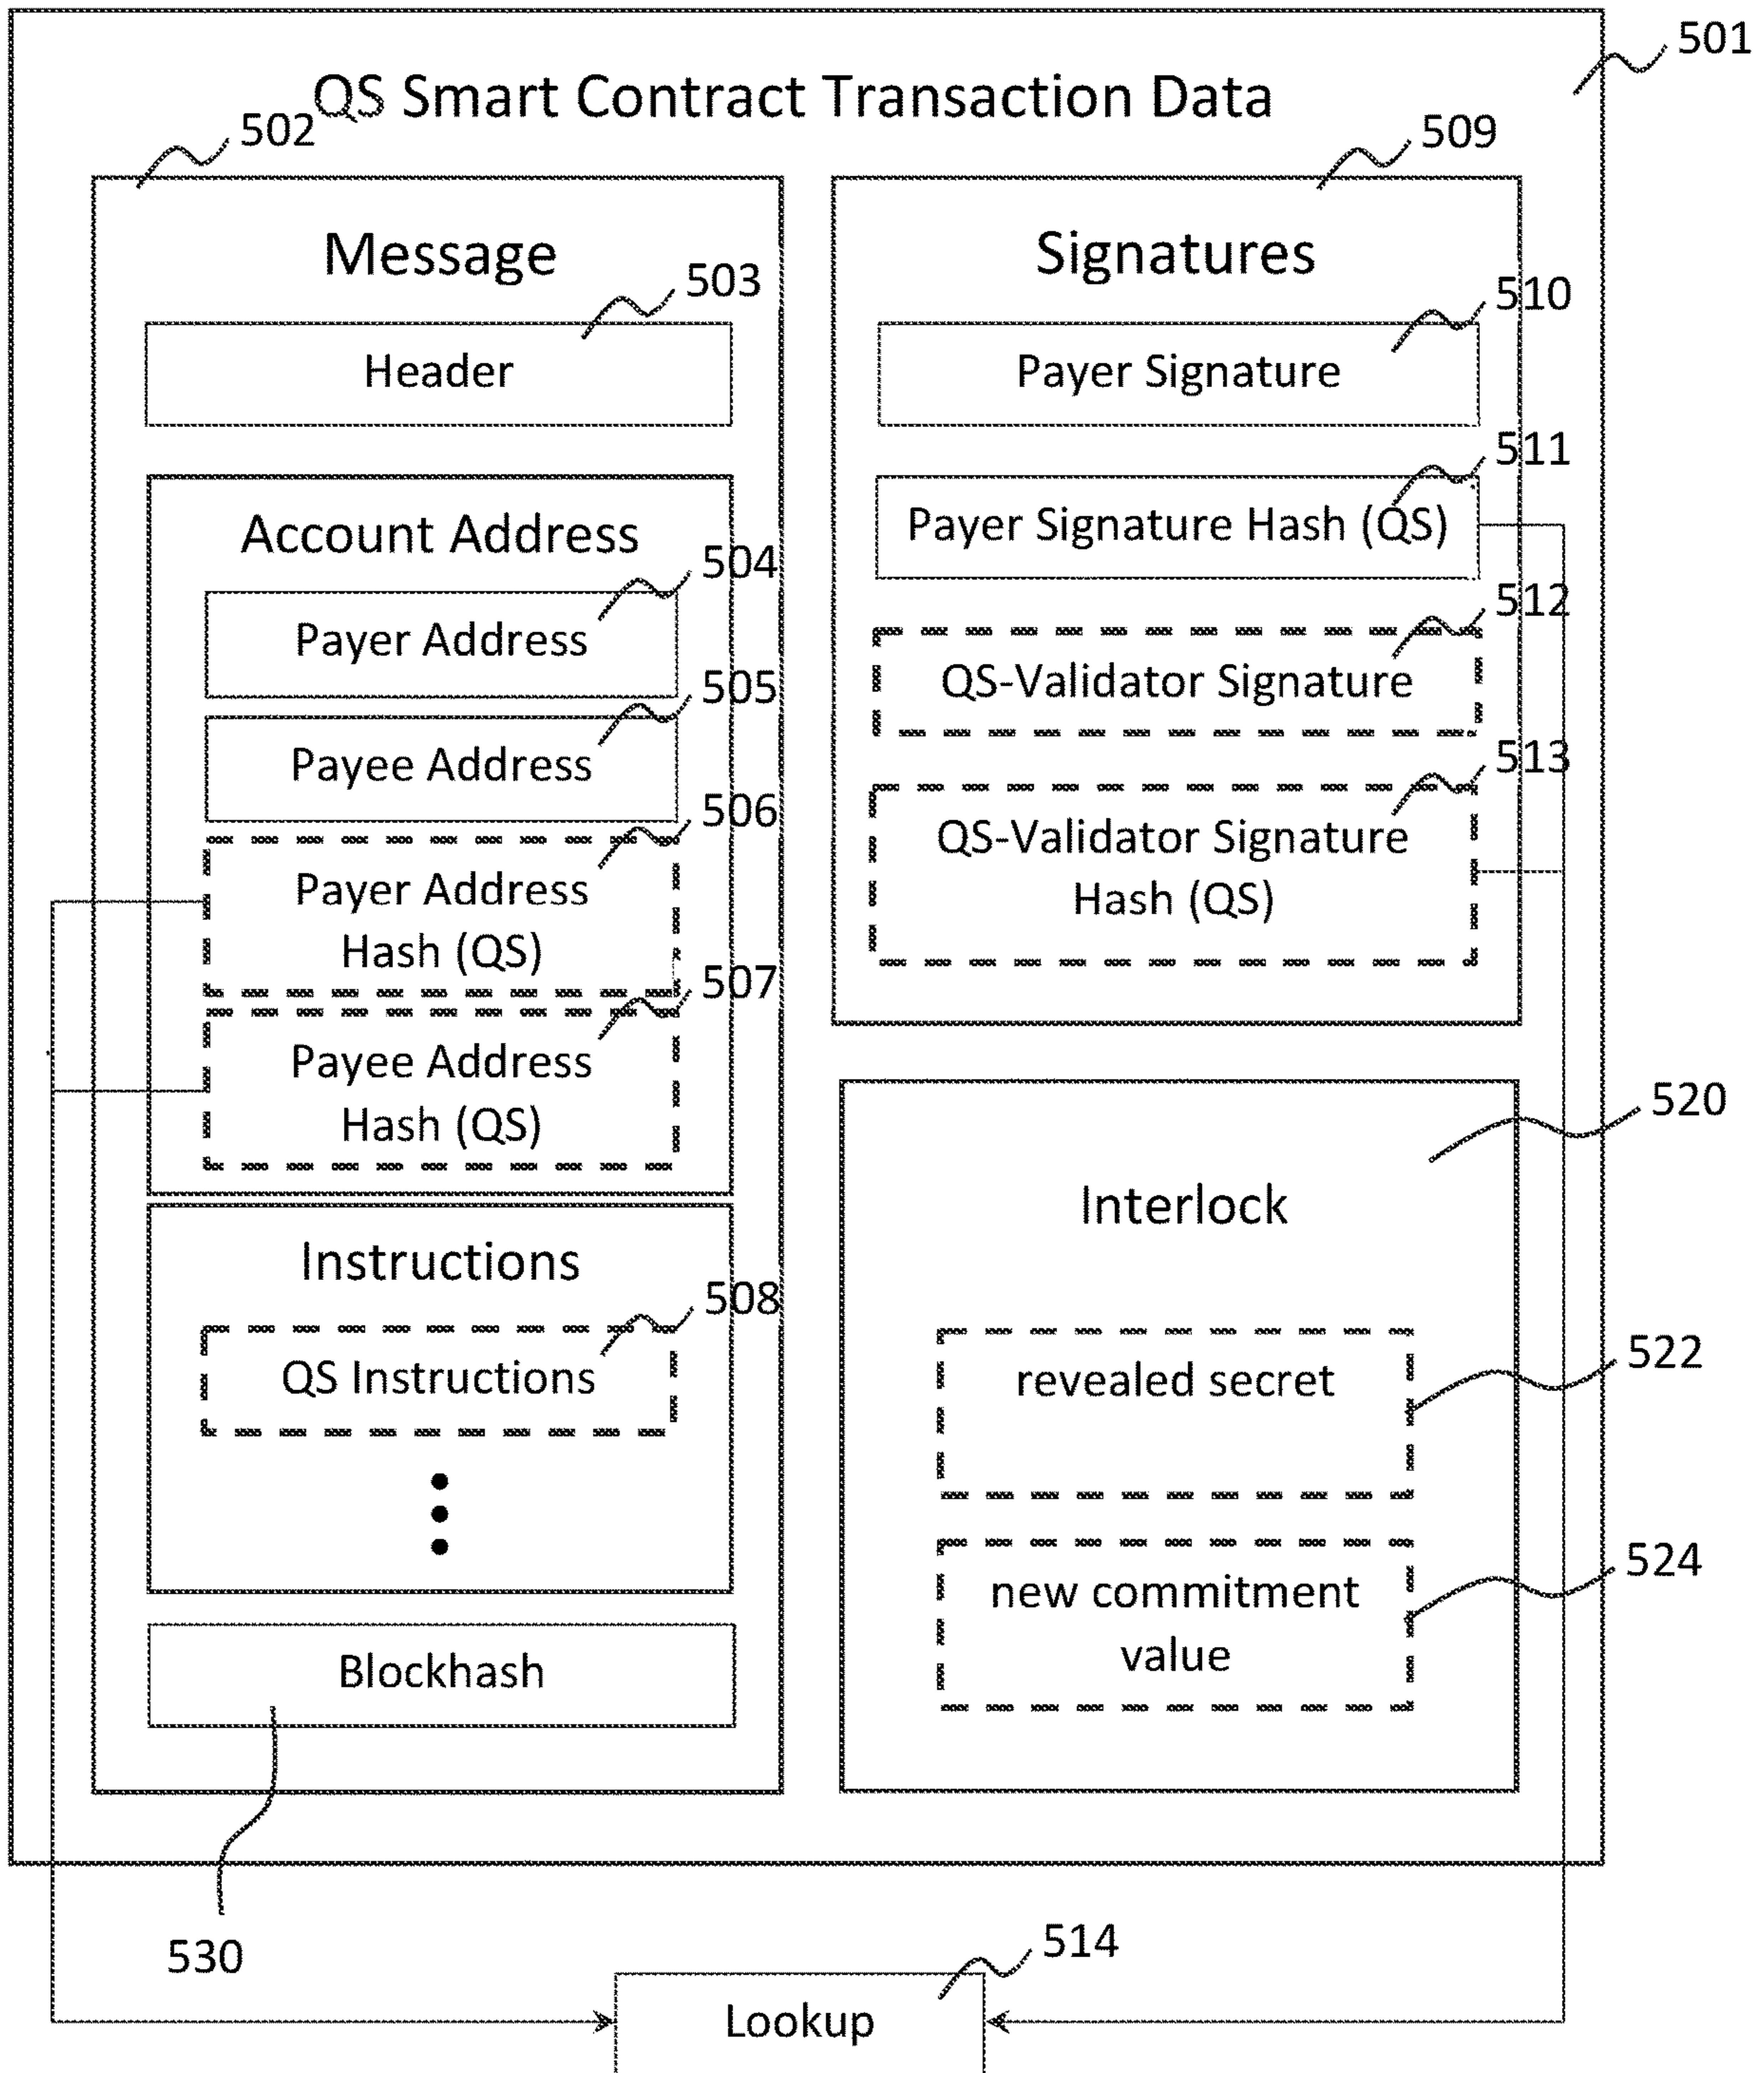 501
QS Smart Contract Transaction Data
502
509
Message
Signatures
503
510
Header
Payer Signature
511
Account Address
Payer Signature Hash (QS)
504
512
Payer Address
QS-Validator Signature
505
513
Payee Address
506
QS-Validator Signature
Hash (QS)
Payer Address
Hash (QS)
507
Payee Address
Hash (QS)
520
Interlock
Instructions
508
QS Instructions
revealed secret
522
new commitment
value
524
Blockhash
530
514
Lookup